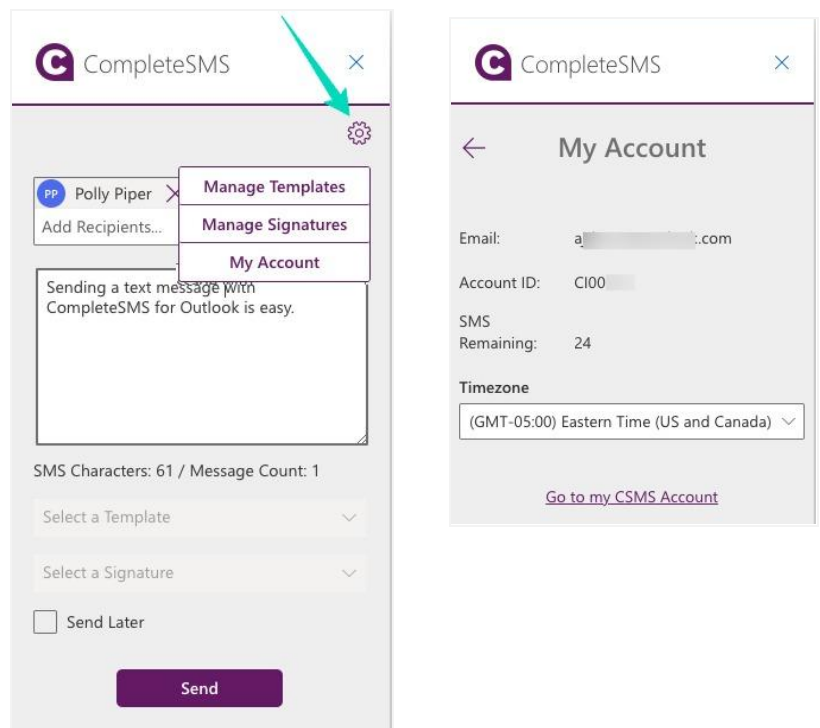 CompleteSMS
Manage Templates
PP Polly Piper
Add Recipients...
Manage Signatures
My Account
Sending a text message with
CompleteSMS for Outlook is easy.
SMS Characters: 61 / Message Count: 1
Select a Template
Select a Signature
Send Later
Send
CompleteSMS
My Account
Email: a .com
Account ID: CI00
SMS
Remaining: 24
Timezone
(GMT-05:00) Eastern Time (US and Canada)
Go to my CSMS Account